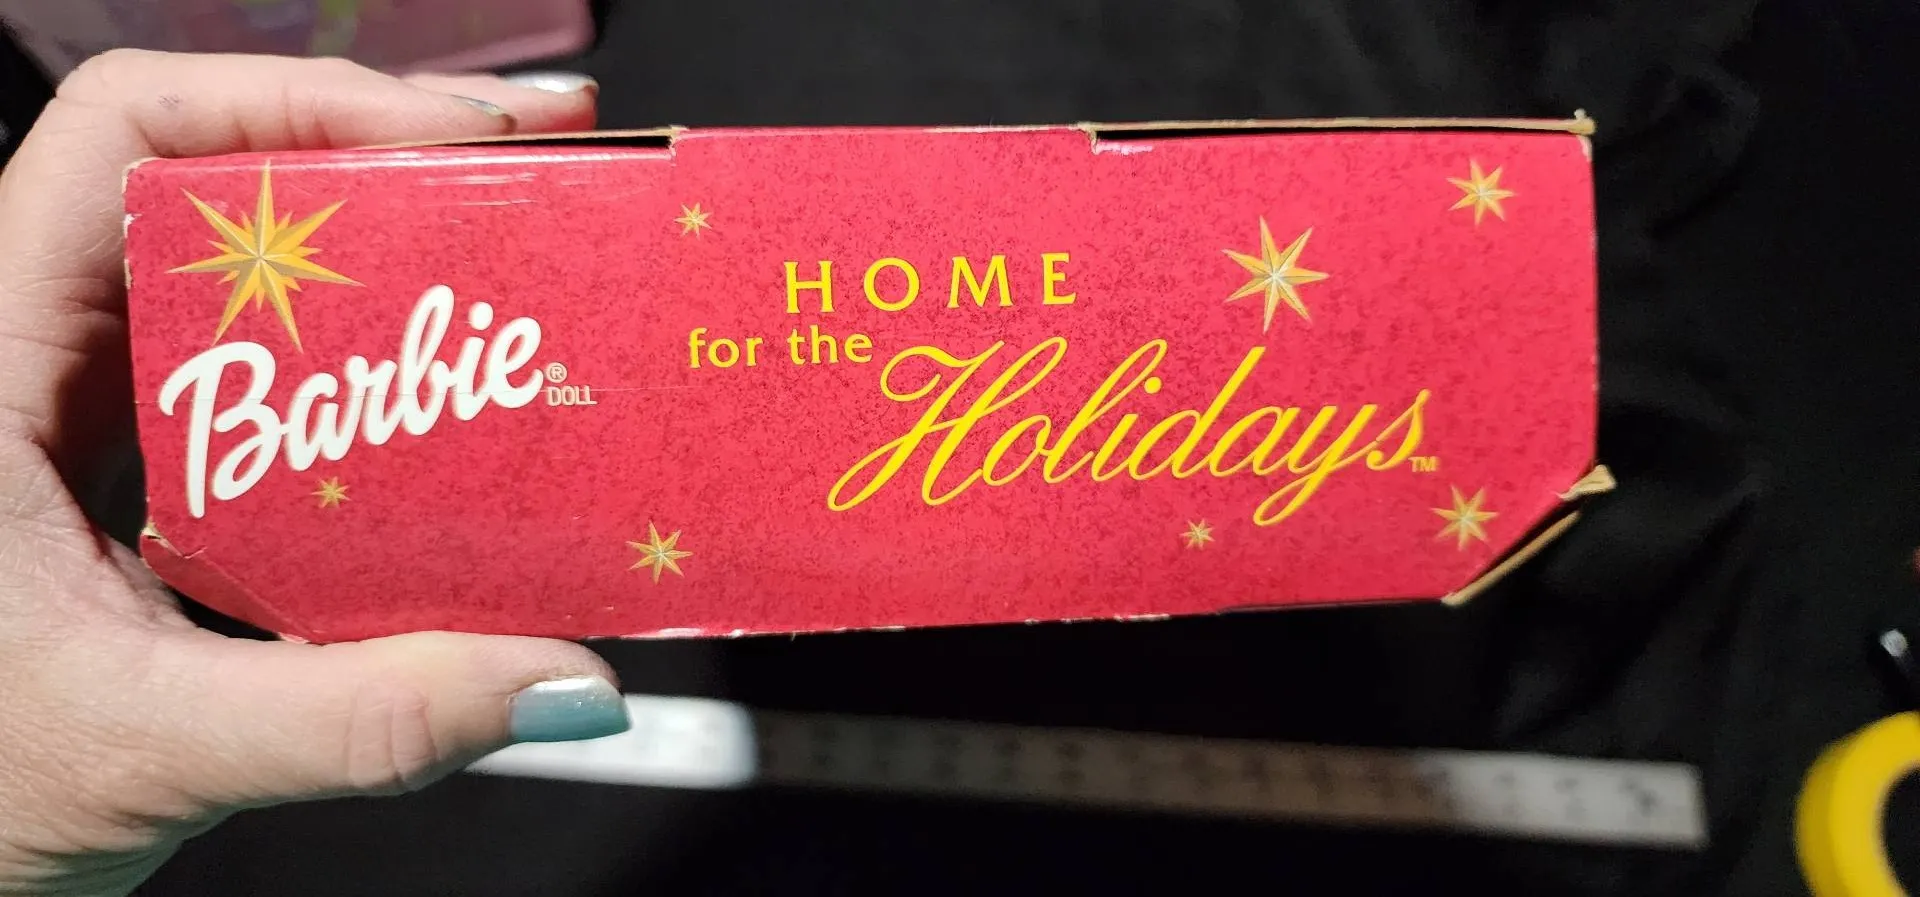 Barbie®
DOLL
HOME
for the
Holidays™